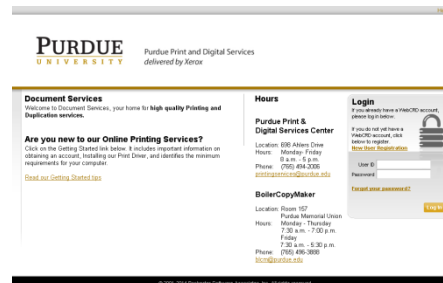 PURDUE
UNIVERSITY
Purdue Print and Digital Services
delivered by Xerox
Document Services
Welcome to Document Services, your home for high quality Printing and
Duplication services.
Are you new to our Online Printing Services?
Click on the Getting Started link below. It includes important information on
obtaining an account, Installing our Print Driver, and identifies the minimum
requirements for your computer.
Read our Getting Started tips
Hours
Purdue Print &
Digital Services Center
Location: 698 Ahlers Drive
Hours: Monday- Friday
8 a.m. - 5 p.m.
Phone: (765) 494-2006
printingservices@purdue.edu
BoilerCopyMaker
Location: Room 157
Purdue Memorial Union
Hours: Monday - Thursday
7:30 a.m. - 7:00 p.m.
Friday
7:30 a.m. - 5:30 p.m.
Phone: (765) 496-3888
blcm@purdue.edu
Login
If you already have a WebCRD account,
please log in below.
If you do not yet have a
WebCRD account, click
below to register.
New User Registration
User ID
Password
Forgot your password?
Log In